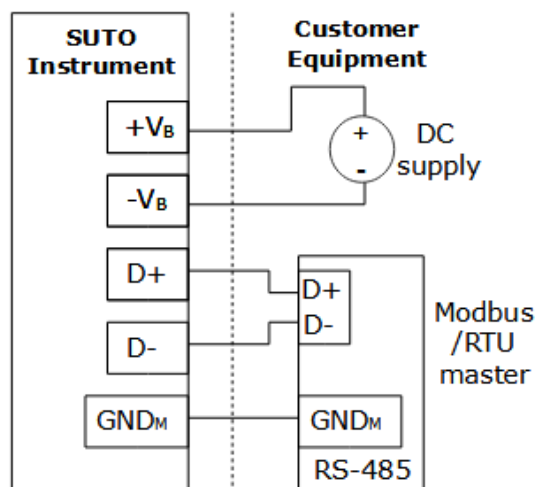 SUTO
Instrument
Customer
Equipment
+VB
-VB
D+
D-
GNDM
+
-
DC
supply
D+
D-
GNDM
RS-485
Modbus
/RTU
master